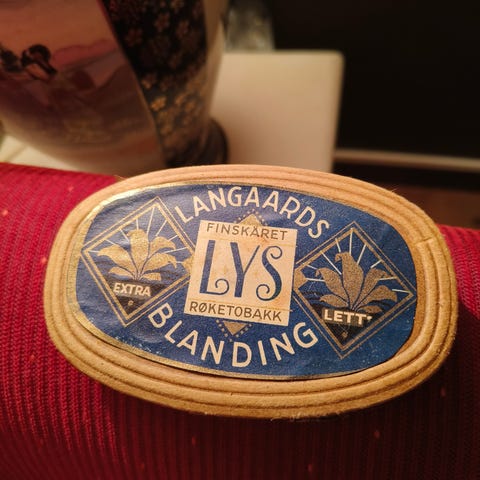 LANGAARDS
FINSKÅRET
LYS
RØKETOBAKK
BLANDING
EXTRA
LETT